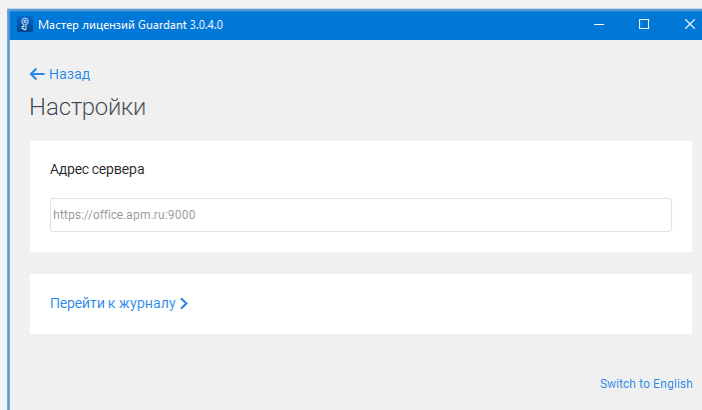 Мастер лицензий Guardant 3.0.4.0
Назад
Настройки
Адрес сервера
https://office.apm.ru:9000
Перейти к журналу
Switch to English